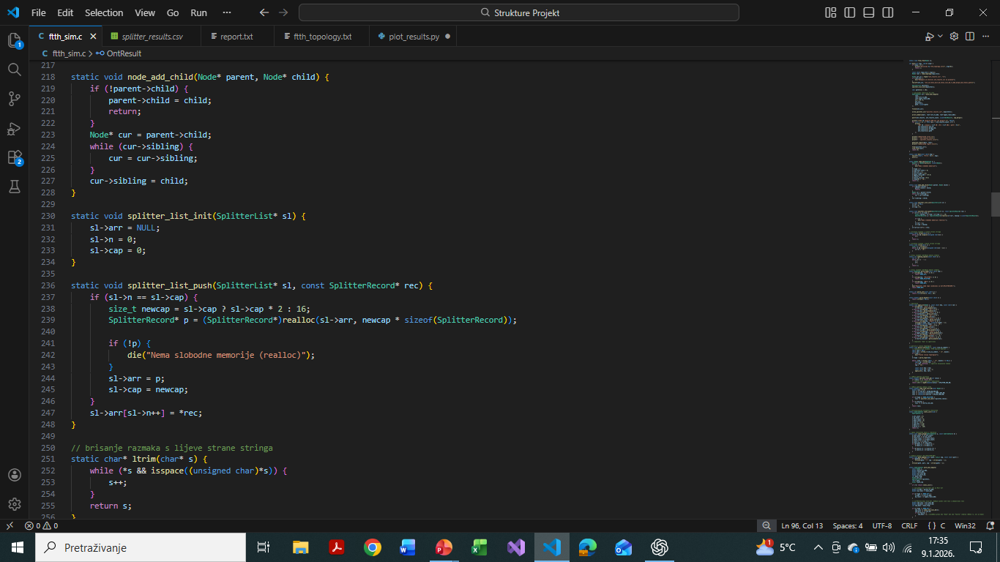 File Edit Selection View Go Run ··· Strukture Projekt
ftth_sim.c splitter_results.csv report.txt ftth_topology.txt plot_results.py
ftth_sim.c > OntResult
217
218 static void node_add_child(Node* parent, Node* child) {
219 if (!parent->child) {
220 parent->child = child;
221 return;
222 }
223 Node* cur = parent->child;
224 while (cur->sibling) {
225 cur = cur->sibling;
226 }
227 cur->sibling = child;
228 }
229
230 static void splitter_list_init(SplitterList* sl) {
231 sl->arr = NULL;
232 sl->n = 0;
233 sl->cap = 0;
234 }
235
236 static void splitter_list_push(SplitterList* sl, const SplitterRecord* rec) {
237 if (sl->n == sl->cap) {
238 size_t newcap = sl->cap ? sl->cap * 2 : 16;
239 SplitterRecord* p = (SplitterRecord*)realloc(sl->arr, newcap * sizeof(SplitterRecord));
240
241 if (!p) {
242 die("Nema slobodne memorije (realloc)");
243 }
244 sl->arr = p;
245 sl->cap = newcap;
246 }
247 sl->arr[sl->n++] = *rec;
248 }
249
250 // brisanje razmaka s lijeve strane stringa
251 static char* ltrim(char* s) {
252 while (*s && isspace((unsigned char)*s)) {
253 s++;
254 }
255 return s;
256 }
0 0 Ln 96, Col 13 Spaces: 4 UTF-8 CRLF { } C Win32
Pretraživanje
5°C
17:35
9.1.2026.